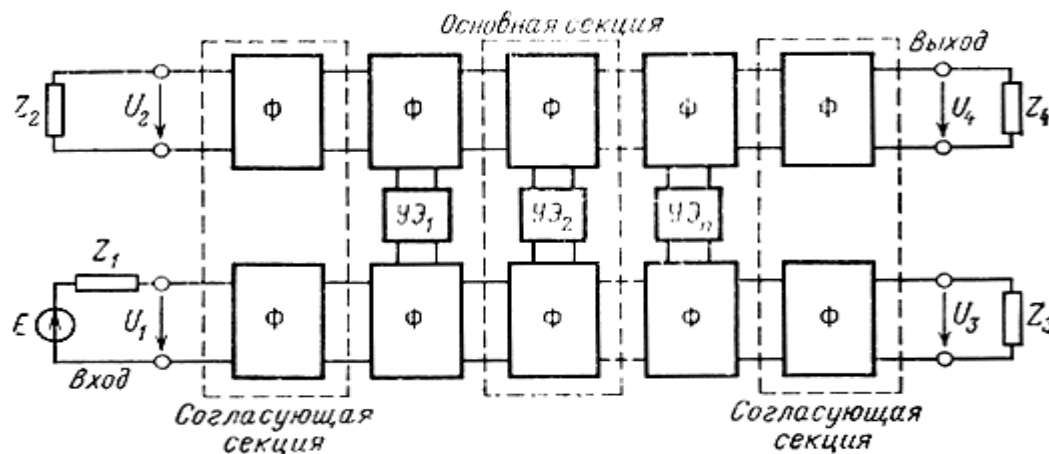 Основная секция
Выход
Z₂
U₂
Ф
Ф
Ф
Ф
Ф
U₄
Z₄
УЭ₁
УЭ₂
УЭₙ
Z₁
E
U₁
Вход
Ф
Ф
Ф
Ф
Ф
U₃
Z₃
Согласующая
секция
Согласующая
секция